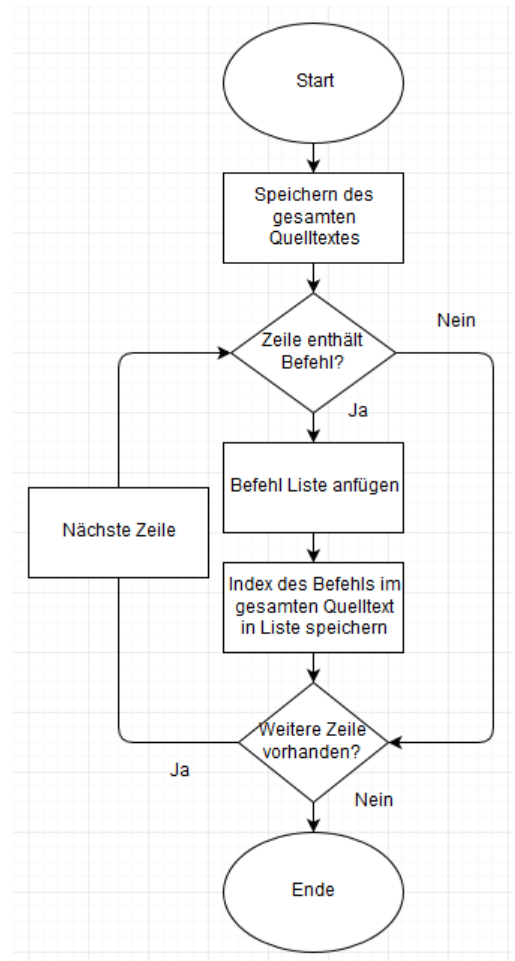 Start
Speichern des
gesamten
Quelltextes
Nein
Zeile enthält
Befehl?
Ja
Befehl Liste anfügen
Nächste Zeile
Index des Befehls im
gesamten Quelltext
in Liste speichern
Weitere Zeile
vorhanden?
Ja
Nein
Ende